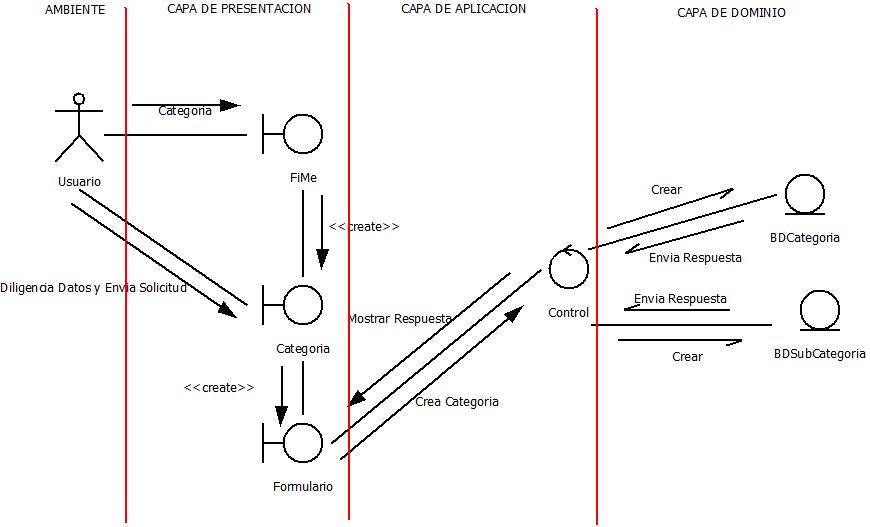 AMBIENTE
CAPA DE PRESENTACION
CAPA DE APLICACION
CAPA DE DOMINIO
Categoria
Usuario
FiMe
<<create>>
Crear
BDCategoria
Envia Respuesta
Diligencia Datos y Envia Solicitud
Categoria
Mostrar Respuesta
Control
Envia Respuesta
Crear
BDSubCategoria
<<create>>
Crea Categoria
Formulario